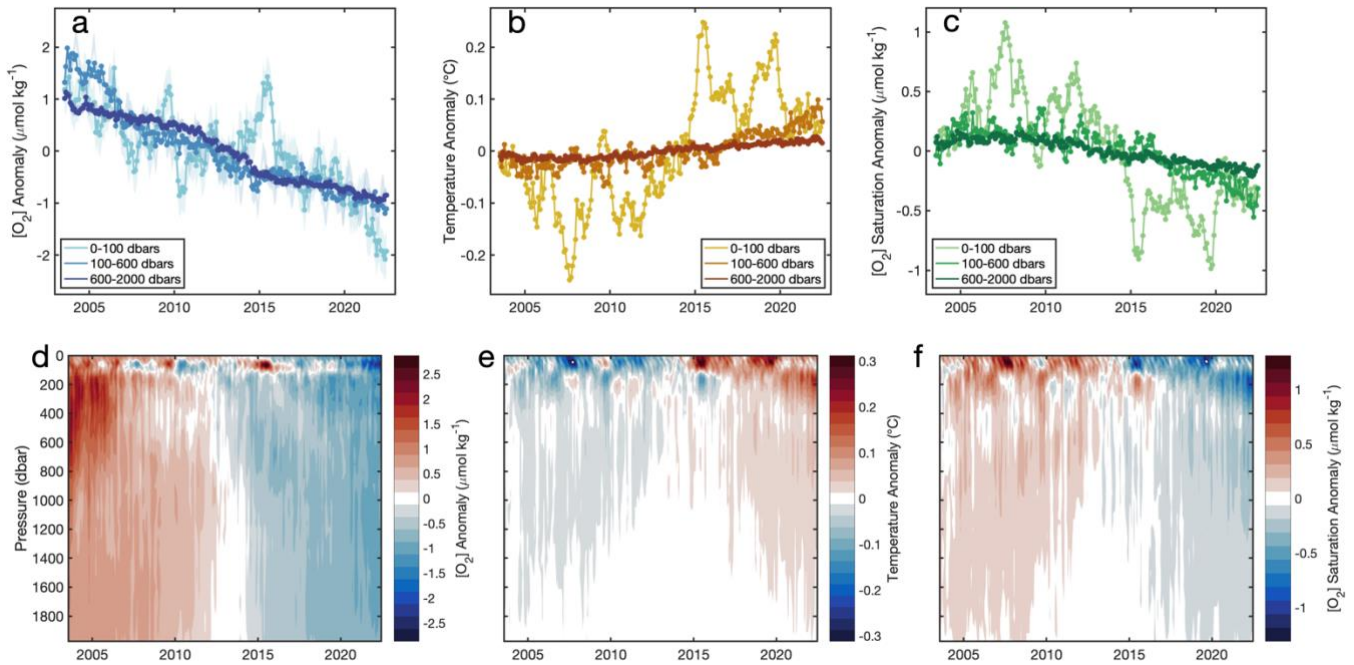 a
[O₂] Anomaly (μmol kg⁻¹)
2
1
0
-1
-2
0-100 dbars
100-600 dbars
600-2000 dbars
2005 2010 2015 2020
b
Temperature Anomaly (°C)
0.2
0.1
0
-0.1
-0.2
0-100 dbars
100-600 dbars
600-2000 dbars
2005 2010 2015 2020
c
[O₂] Saturation Anomaly (μmol kg⁻¹)
1
0.5
0
-0.5
-1
0-100 dbars
100-600 dbars
600-2000 dbars
2005 2010 2015 2020
d
Pressure (dbar)
0
200
400
600
800
1000
1200
1400
1600
1800
2005 2010 2015 2020
2.5
2
1.5
1
0.5
0
-0.5
-1
-1.5
-2
-2.5
[O₂] Anomaly (μmol kg⁻¹)
e
2005 2010 2015 2020
0.3
0.2
0.1
0
-0.1
-0.2
-0.3
Temperature Anomaly (°C)
f
2005 2010 2015 2020
1
0.5
0
-0.5
-1
[O₂] Saturation Anomaly (μmol kg⁻¹)